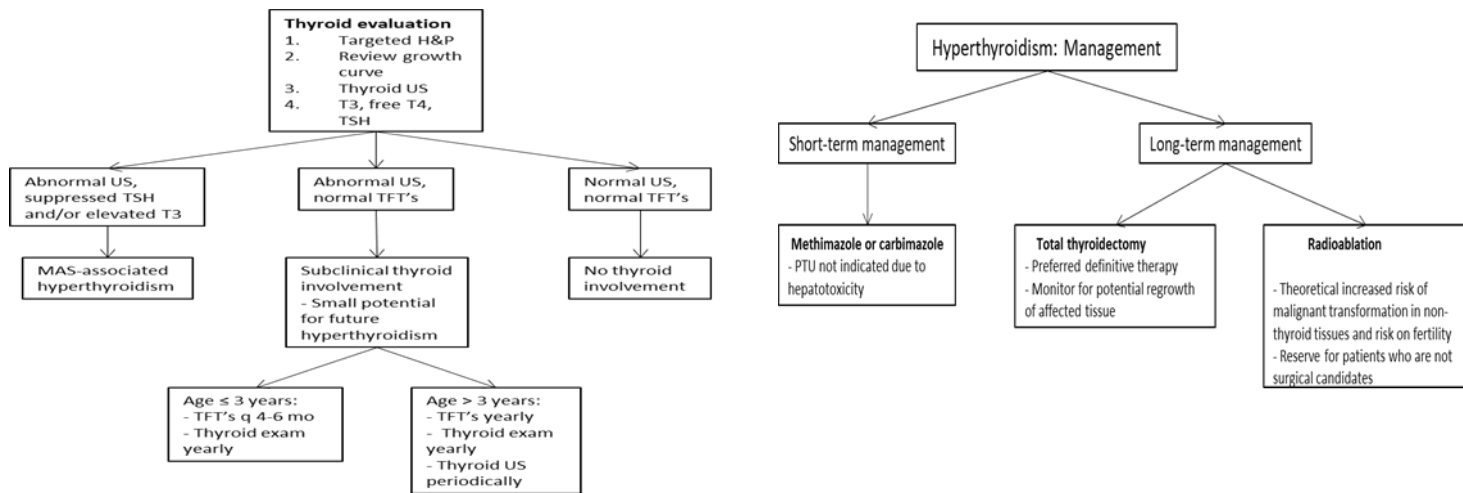 Thyroid evaluation
1. Targeted H&P
2. Review growth
curve
3. Thyroid US
4. T3, free T4,
TSH
Abnormal US,
suppressed TSH
and/or elevated T3
Abnormal US,
normal TFT's
Normal US,
normal TFT's
MAS-associated
hyperthyroidism
Subclinical thyroid
involvement
- Small potential
for future
hyperthyroidism
No thyroid
involvement
Age ≤ 3 years:
- TFT's q 4-6 mo
- Thyroid exam
yearly
Age > 3 years:
- TFT's yearly
- Thyroid exam
yearly
- Thyroid US
periodically
Hyperthyroidism: Management
Short-term management
Long-term management
Methimazole or carbimazole
- PTU not indicated due to
hepatotoxicity
Total thyroidectomy
- Preferred definitive therapy
- Monitor for potential regrowth
of affected tissue
Radioablation
- Theoretical increased risk of
malignant transformation in non-
thyroid tissues and risk on fertility
- Reserve for patients who are not
surgical candidates